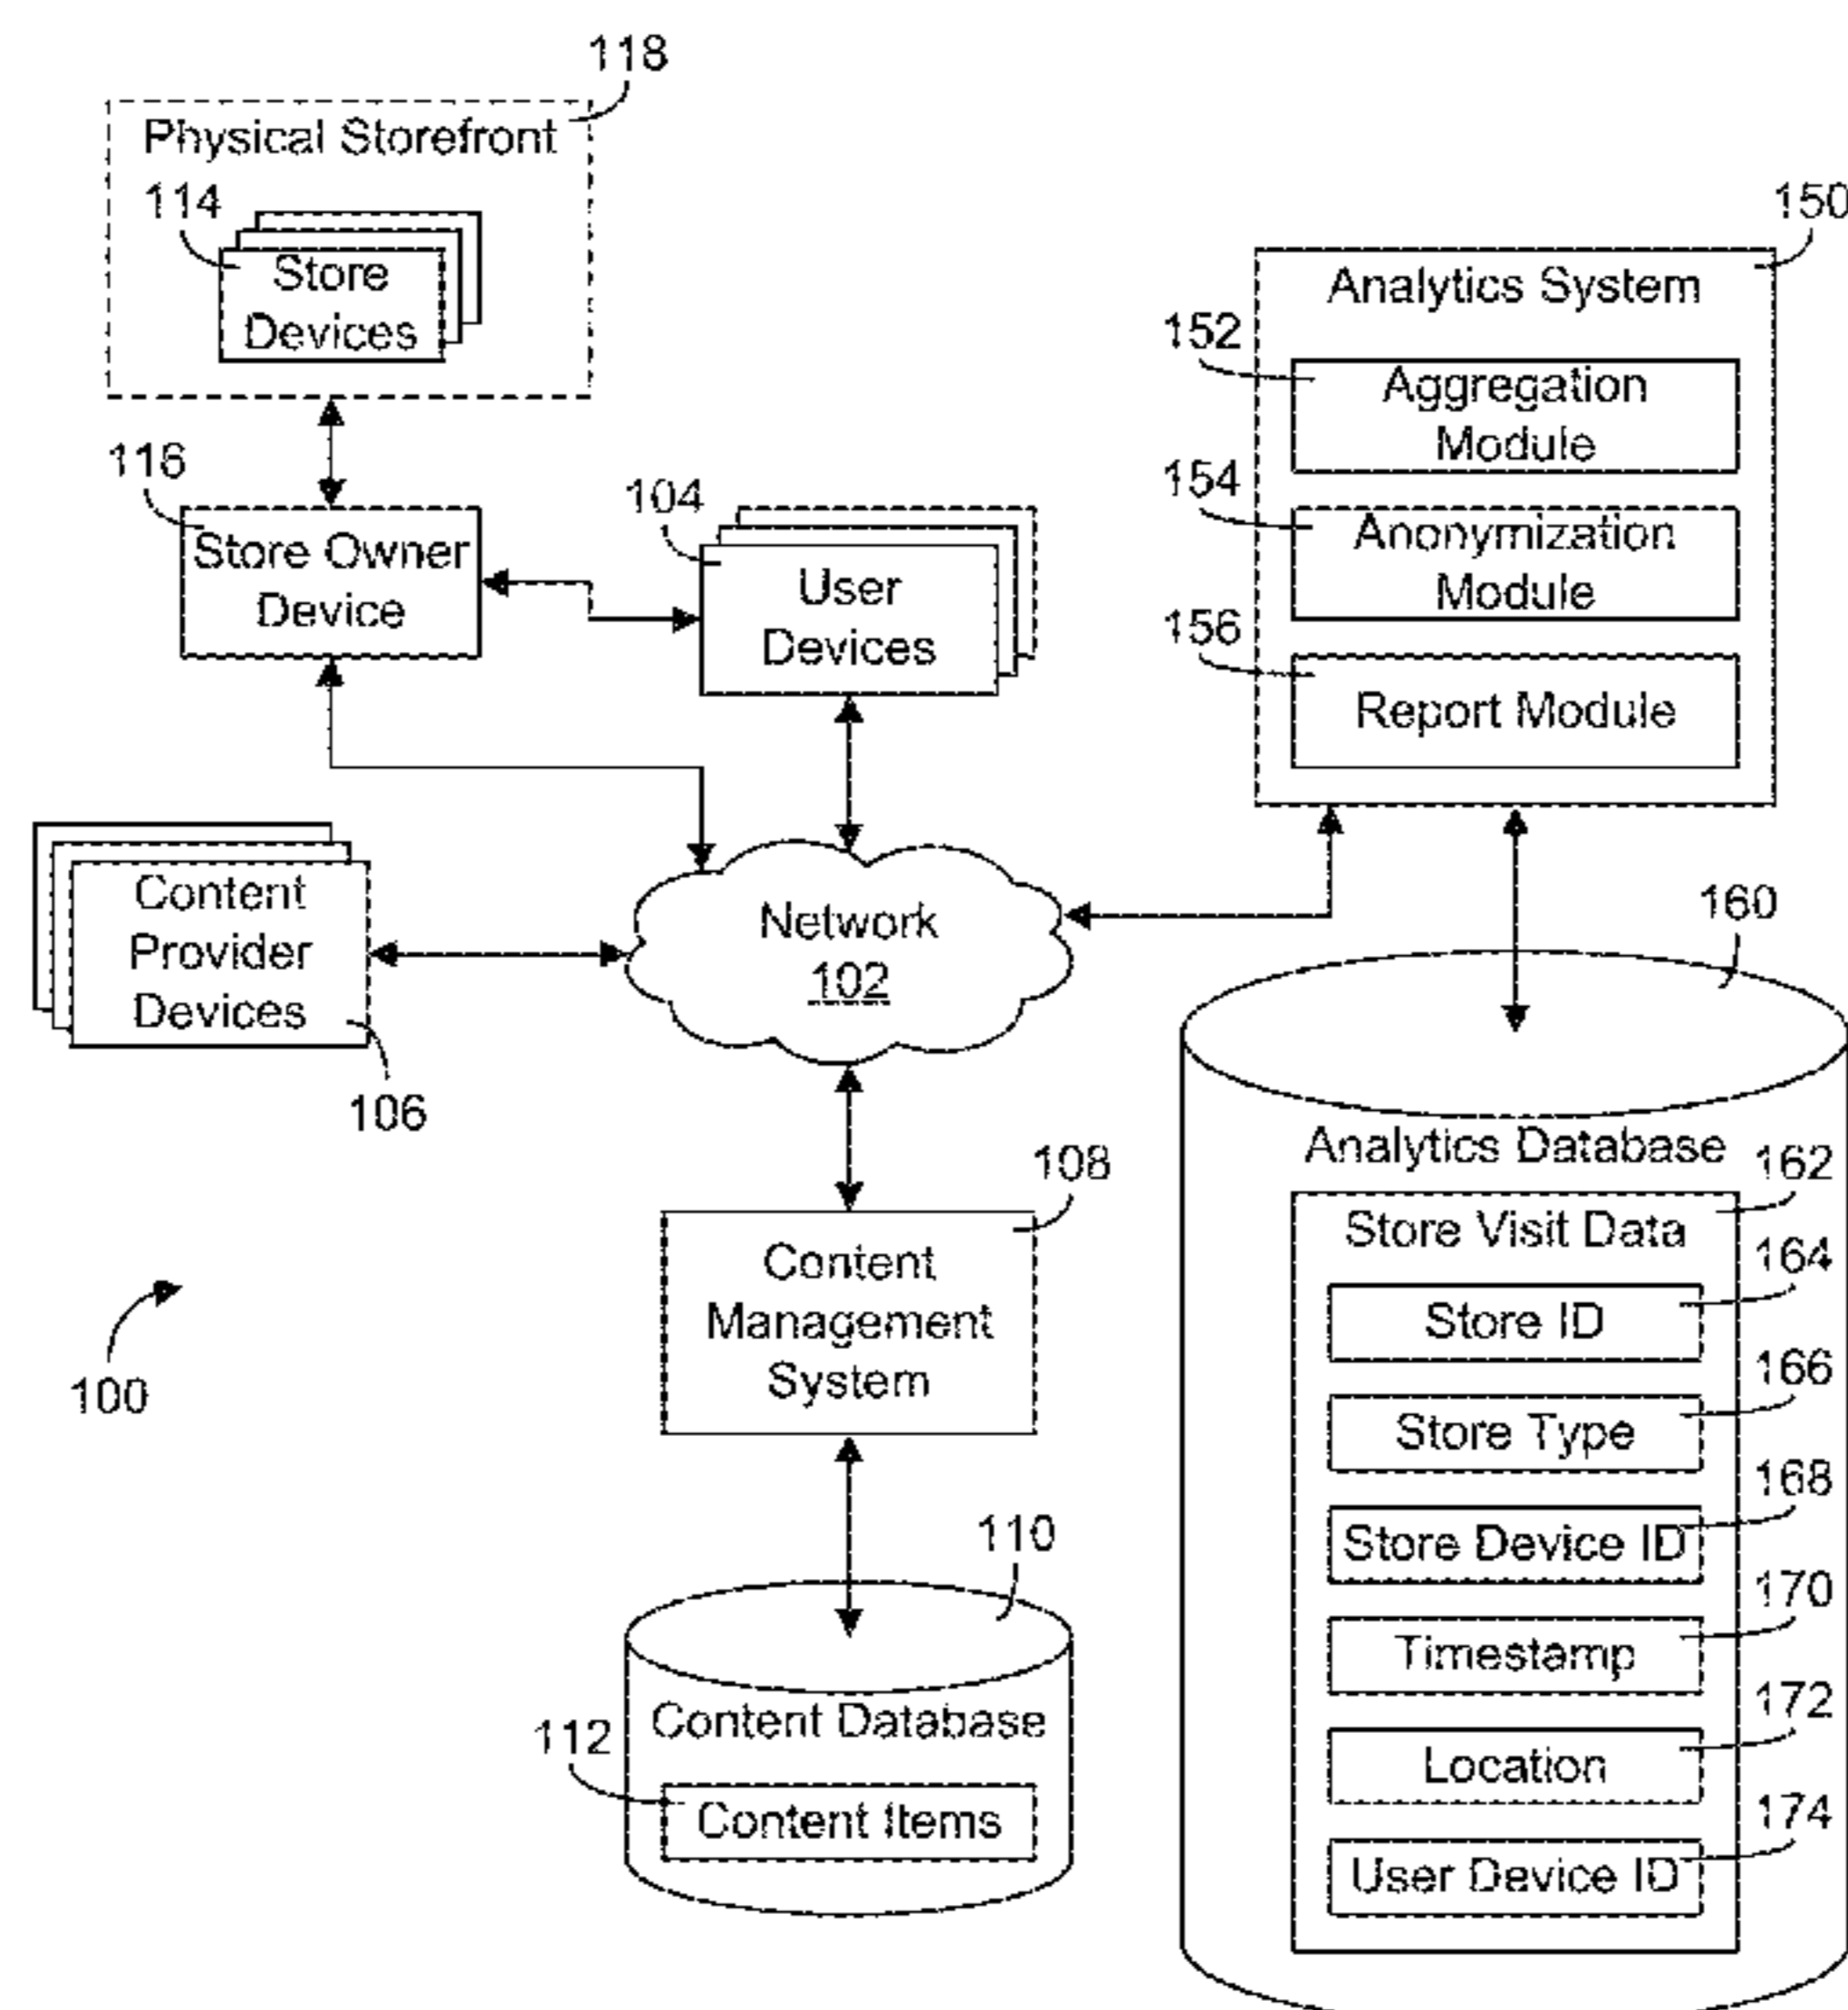 118
Physical Storefront
114
Store
Devices
150
Analytics System
152
Aggregation
Module
154
Anonymization
Module
156
Report Module
116
Store Owner
Device
104
User
Devices
Content
Provider
Devices
106
Network
102
160
Analytics Database
162
Store Visit Data
164
Store ID
166
Store Type
168
Store Device ID
170
Timestamp
172
Location
174
User Device ID
108
Content
Management
System
100
110
Content Database
112
Content Items